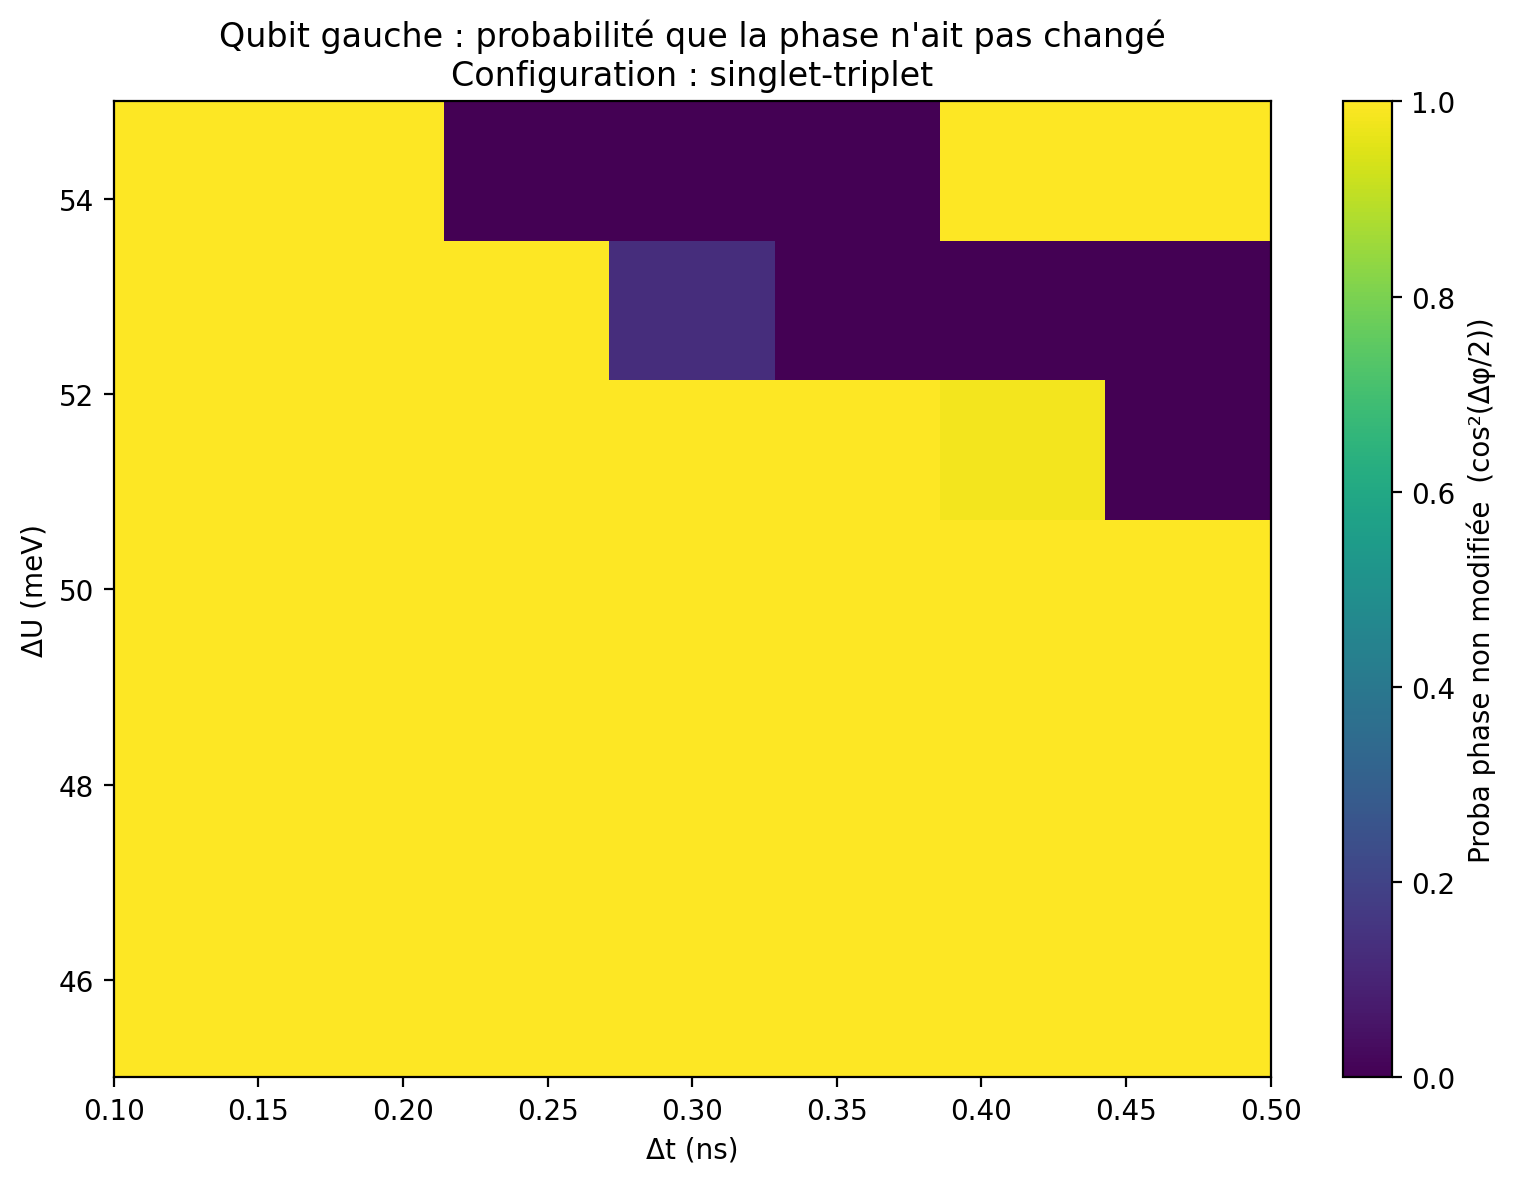 Qubit gauche : probabilité que la phase n'ait pas changé
Configuration : singlet-triplet
ΔU (meV)
54
52
50
48
46
0.10 0.15 0.20 0.25 0.30 0.35 0.40 0.45 0.50
Δt (ns)
1.0
0.8
0.6
0.4
0.2
0.0
Proba phase non modifiée (cos²(Δφ/2))